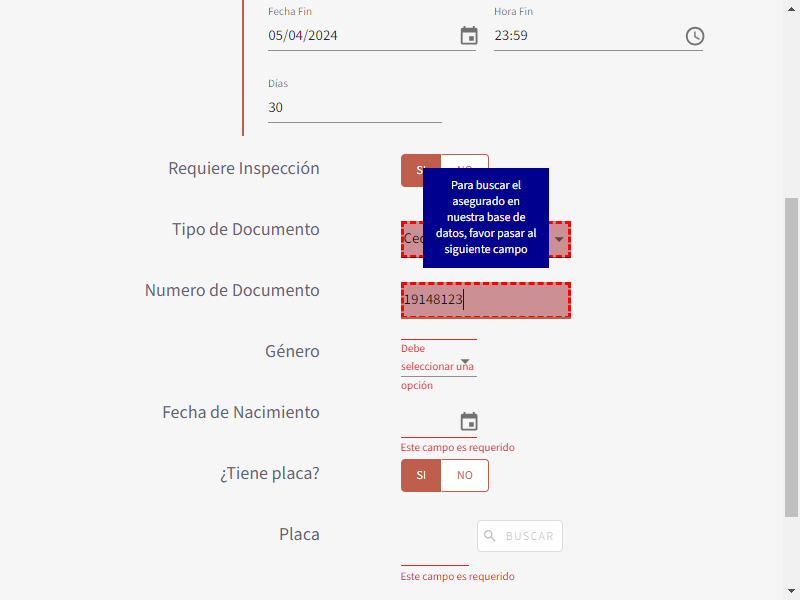 Fecha Fin
Hora Fin
05/04/2024
23:59
Días
30
Requiere Inspección
SI
NO
Para buscar el
asegurado en
nuestra base de
datos, favor pasar al
siguiente campo
Tipo de Documento
Numero de Documento
19148123
Género
Debe
seleccionar una
opción
Fecha de Nacimiento
Este campo es requerido
¿Tiene placa?
SI
NO
Placa
BUSCAR
Este campo es requerido